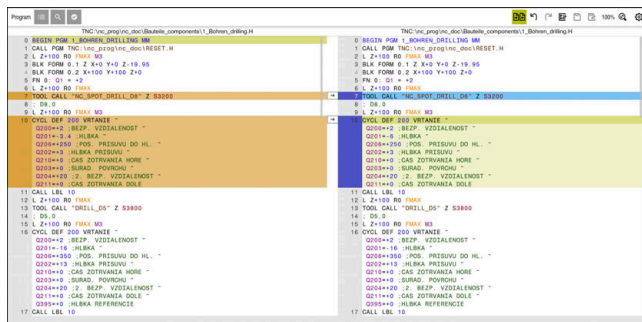 Program
100%
TNC:\nc_prog\nc_doc\Bauteile_components\1_Bohren_drilling.H
0 BEGIN PGM 1_BOHREN_DRILLING MM
1 CALL PGM TNC:\nc_prog\nc_doc\RESET.H
2 L Z+100 R0 FMAX M3
3 BLK FORM 0.1 Z X+0 Y+0 Z-19.95
4 BLK FORM 0.2 X+100 Y+100 Z+0
5 FN 0: Q1 = +2
6 L Z+100 R0 FMAX
7 TOOL CALL "NC_SPOT_DRILL_D8" Z S3200
8 ; D8,0
9 L Z+100 R0 FMAX M3
10 CYCL DEF 200 VRTANIE ~
Q200=+2 ;BEZP. VZDIALENOST ~
Q201=-3.4 ;HLBKA ~
Q206=+250 ;POS. PRISUVU DO HL. ~
Q202=+3 ;HLBKA PRISUVU ~
Q210=+0 ;CAS ZOTRVANIA HORE ~
Q203=+0 ;SURAD. POVRCHU ~
Q204=+20 ;2. BEZP. VZDIALENOST ~
Q211=+0 ;CAS ZOTRVANIA DOLE
11 CALL LBL 10
12 L Z+100 R0 FMAX
13 TOOL CALL "DRILL_D5" Z S3800
14 ; D5,0
15 L Z+100 R0 FMAX M3
16 CYCL DEF 200 VRTANIE ~
Q200=+2 ;BEZP. VZDIALENOST ~
Q201=-16 ;HLBKA ~
Q206=+350 ;POS. PRISUVU DO HL. ~
Q202=+13 ;HLBKA PRISUVU ~
Q210=+0 ;CAS ZOTRVANIA HORE ~
Q203=+0 ;SURAD. POVRCHU ~
Q204=+20 ;2. BEZP. VZDIALENOST ~
Q211=+0 ;CAS ZOTRVANIA DOLE ~
Q395=+0 ;HLBKA REFERENCIE
17 CALL LBL 10
TNC:\nc_prog\nc_doc\Bauteile_components\1_Bohren_drilling.H
0 BEGIN PGM 1_BOHREN_DRILLING MM
1 CALL PGM TNC:\nc_prog\nc_doc\RESET.H
2 L Z+100 R0 FMAX M3
3 BLK FORM 0.1 Z X+0 Y+0 Z-19.95
4 BLK FORM 0.2 X+100 Y+100 Z+0
5 FN 0: Q1 = +2
6 L Z+100 R0 FMAX
7 TOOL CALL "NC_SPOT_DRILL_D8" Z S3200
8 ; D8,0
9 L Z+100 R0 FMAX M3
10 CYCL DEF 200 VRTANIE ~
Q200=+2 ;BEZP. VZDIALENOST ~
Q201=-6 ;HLBKA ~
Q206=+250 ;POS. PRISUVU DO HL. ~
Q202=+3 ;HLBKA PRISUVU ~
Q210=+0 ;CAS ZOTRVANIA HORE ~
Q203=+0 ;SURAD. POVRCHU ~
Q204=+20 ;2. BEZP. VZDIALENOST ~
Q211=+0 ;CAS ZOTRVANIA DOLE
11 CALL LBL 10
12 L Z+100 R0 FMAX
13 TOOL CALL "DRILL_D5" Z S3800
14 ; D5,0
15 L Z+100 R0 FMAX M3
16 CYCL DEF 200 VRTANIE ~
Q200=+2 ;BEZP. VZDIALENOST ~
Q201=-16 ;HLBKA ~
Q206=+350 ;POS. PRISUVU DO HL. ~
Q202=+13 ;HLBKA PRISUVU ~
Q210=+0 ;CAS ZOTRVANIA HORE ~
Q203=+0 ;SURAD. POVRCHU ~
Q204=+20 ;2. BEZP. VZDIALENOST ~
Q211=+0 ;CAS ZOTRVANIA DOLE ~
Q395=+0 ;HLBKA REFERENCIE
17 CALL LBL 10